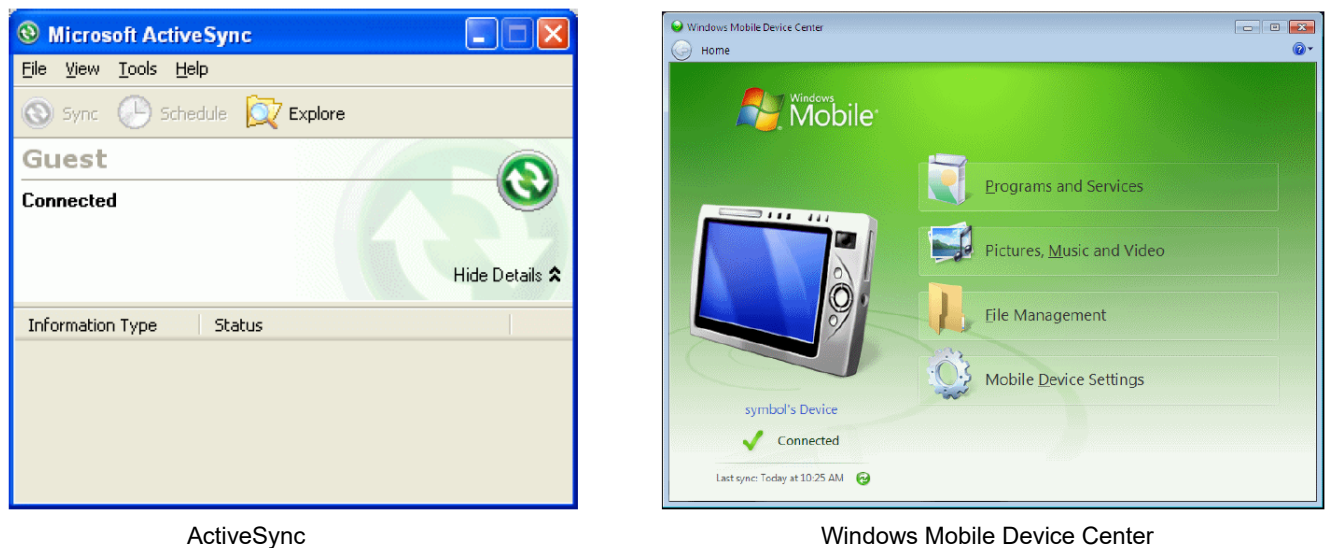 Microsoft ActiveSync
File View Tools Help
Sync Schedule Explore
Guest
Connected
Hide Details
Information Type Status
ActiveSync
Windows Mobile Device Center
Home
Windows
Mobile
Programs and Services
Pictures, Music and Video
File Management
Mobile Device Settings
symbol's Device
Connected
Last sync: Today at 10:25 AM
Windows Mobile Device Center